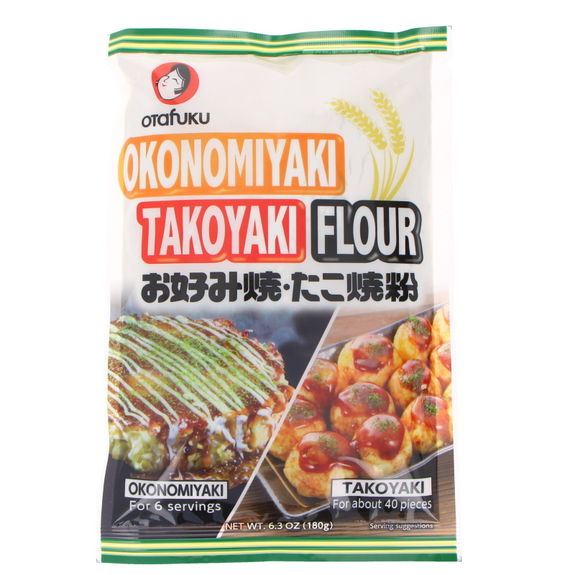 OTAFUKU
OKONOMIYAKI
TAKOYAKI FLOUR
お好み焼・たこ焼粉
OKONOMIYAKI
For 6 servings
TAKOYAKI
For about 40 pieces
NET WT. 6.3 OZ (180g)
Serving suggestions